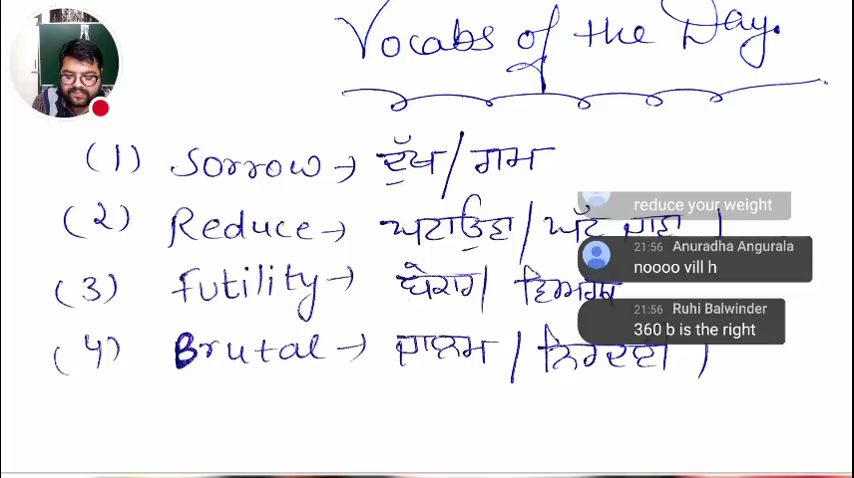 Vocabs of the Day.
(1) Sorrow → ਦੁੱਖ/ਗਮ
reduce your weight
(2) Reduce → ਘਟਾਉਣਾ/ਘੱਟ ਜਾਣਾ ।
21:56 Anuradha Angurala
noooo vill h
(3) Futility → ਬੇਕਾਰ/
21:56 Ruhi Balwinder
360 b is the right
(4) Brutal → ਜਾਲਮ / ਨਿਰਦਈ ।